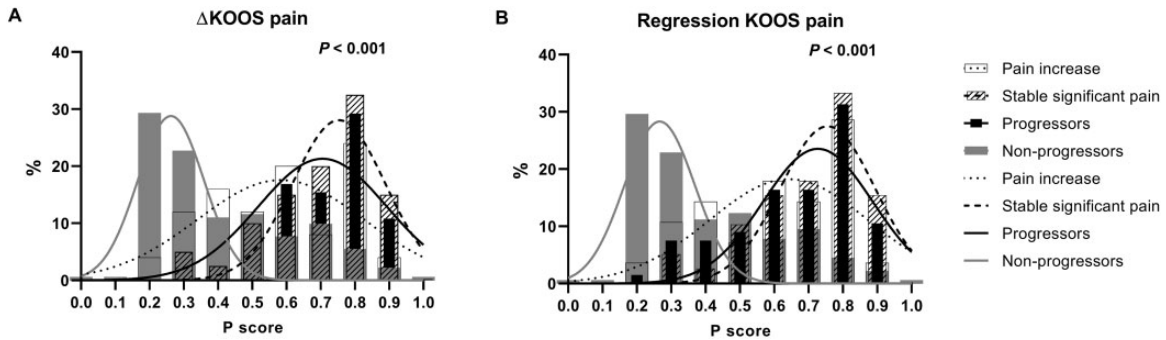 A
ΔKOOS pain
P < 0.001
40
30
20
10
0
%
0.0 0.1 0.2 0.3 0.4 0.5 0.6 0.7 0.8 0.9 1.0
P score
B
Regression KOOS pain
P < 0.001
40
30
20
10
0
%
0.0 0.1 0.2 0.3 0.4 0.5 0.6 0.7 0.8 0.9 1.0
P score
Pain increase
Stable significant pain
Progressors
Non-progressors
Pain increase
Stable significant pain
Progressors
Non-progressors